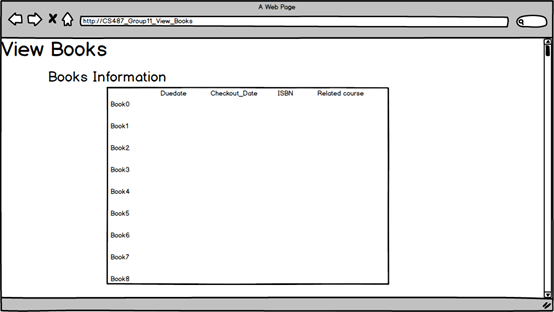 A Web Page
http://CS487_Group11_View_Books
View Books
Books Information
Duedate Checkout_Date ISBN Related course
Book0
Book1
Book2
Book3
Book4
Book5
Book6
Book7
Book8